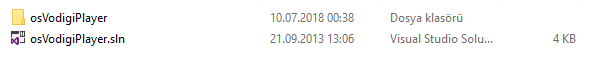 osVodigiPlayer 10.07.2018 00:38 Dosya klasörü
osVodigiPlayer.sln 21.09.2013 13:06 Visual Studio Solu... 4 KB